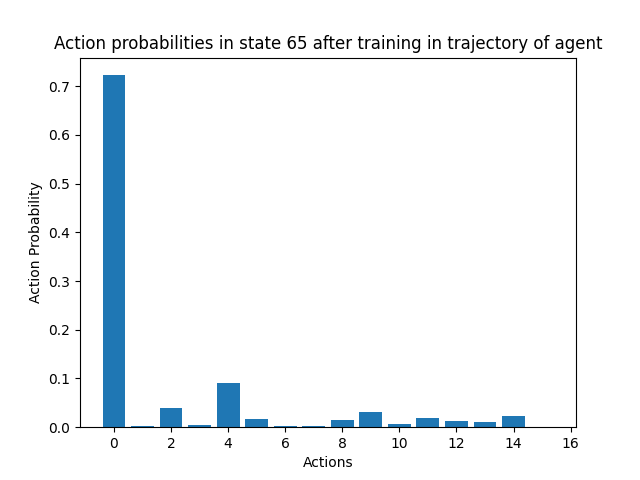 Action probabilities in state 65 after training in trajectory of agent
0.7
0.6
0.5
0.4
0.3
0.2
0.1
0.0
Action Probability
0 2 4 6 8 10 12 14 16
Actions